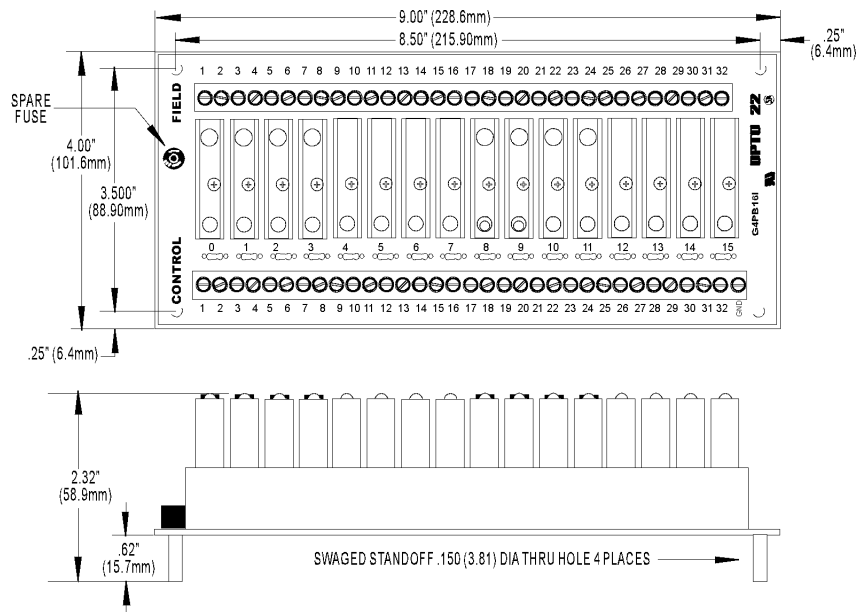 9.00" (228.6mm)
8.50" (215.90mm)
.25"
(6.4mm)
1 2 3 4 5 6 7 8 9 10 11 12 13 14 15 16 17 18 19 20 21 22 23 24 25 26 27 28 29 30 31 32
SPARE
FUSE
FIELD
4.00"
(101.6mm)
3.500"
(88.90mm)
OPTO 22
G4PB16I
0 1 2 3 4 5 6 7 8 9 10 11 12 13 14 15
CONTROL
1 2 3 4 5 6 7 8 9 10 11 12 13 14 15 16 17 18 19 20 21 22 23 24 25 26 27 28 29 30 31 32 GND
.25" (6.4mm)
2.32"
(58.9mm)
.62"
(15.7mm)
SWAGED STANDOFF .150 (3.81) DIA THRU HOLE 4 PLACES